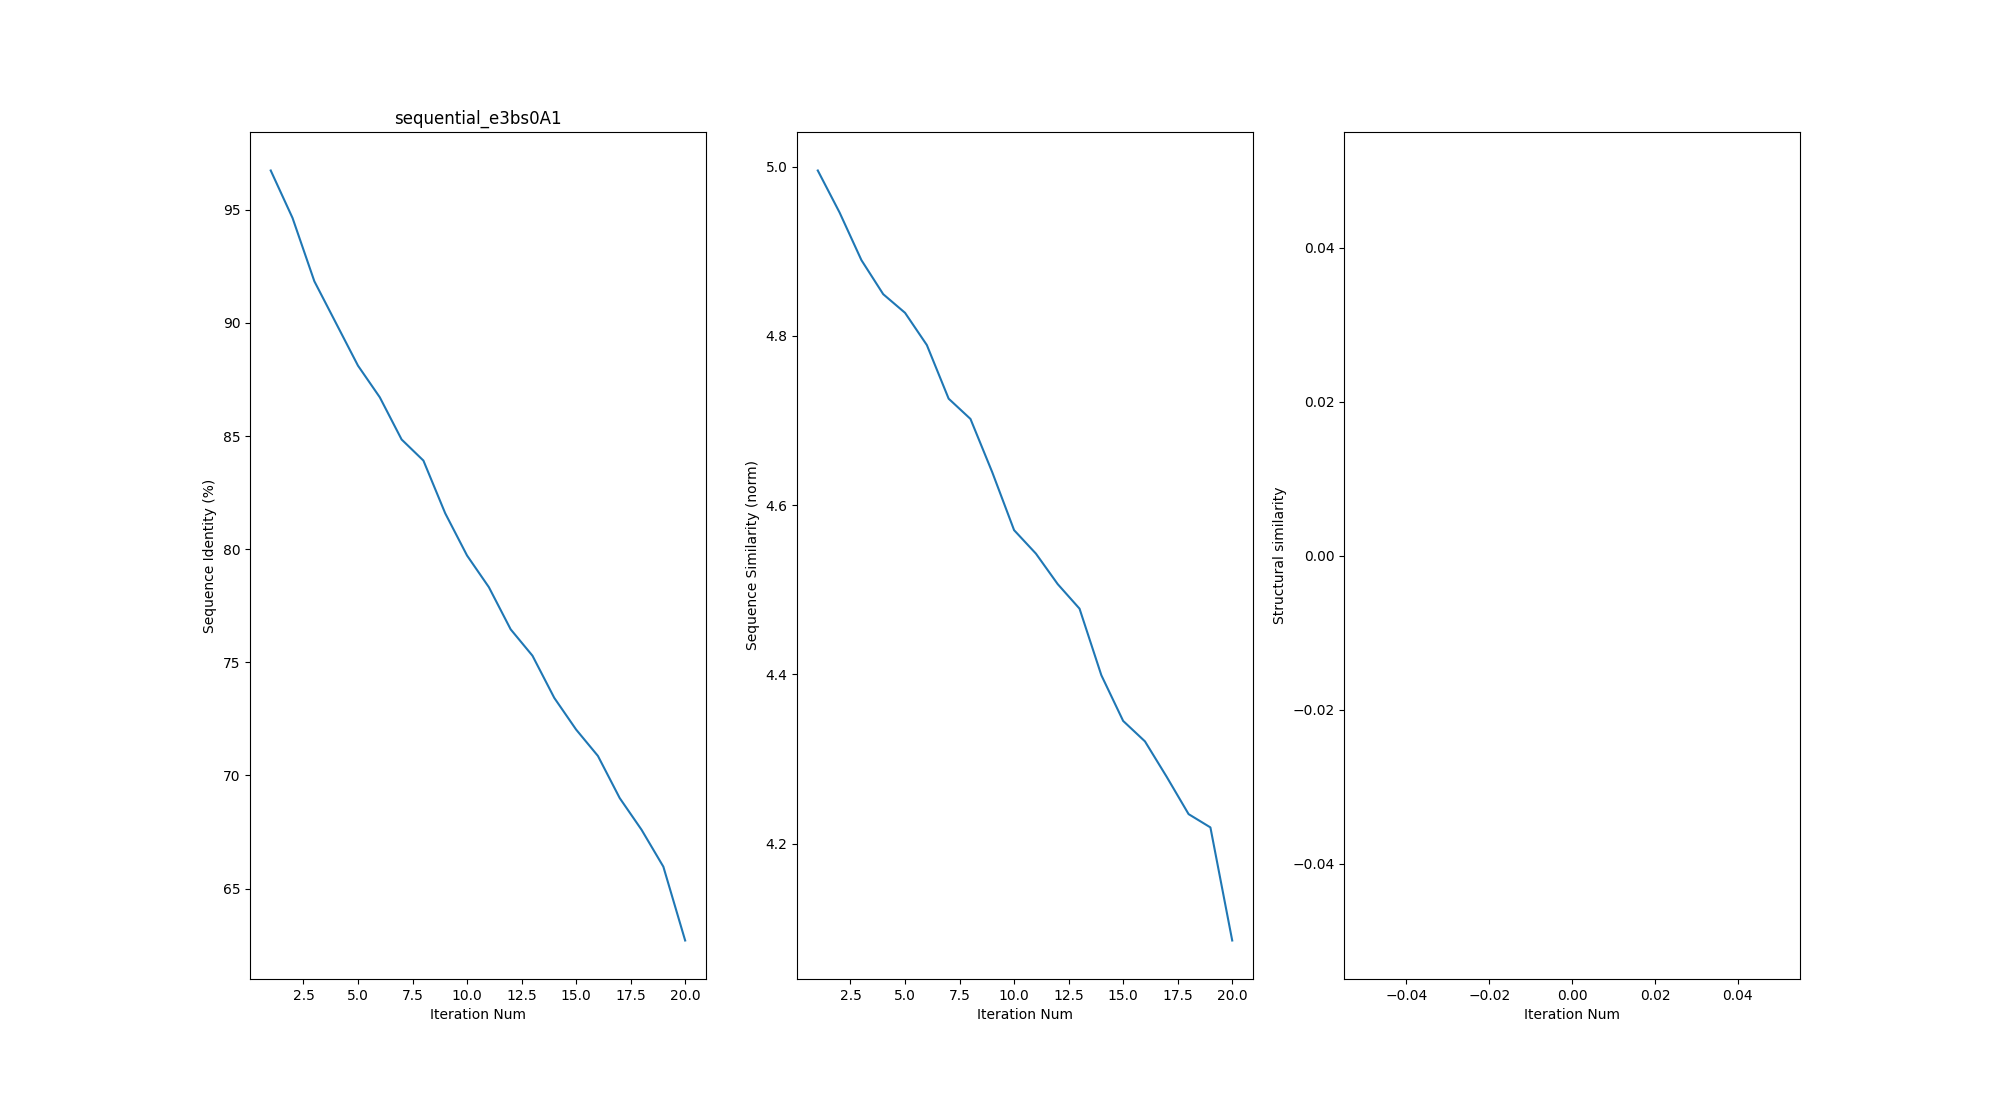 sequential_e3bs0A1
Sequence Identity (%)
95
90
85
80
75
70
65
2.5 5.0 7.5 10.0 12.5 15.0 17.5 20.0
Iteration Num
Sequence Similarity (norm)
5.0
4.8
4.6
4.4
4.2
2.5 5.0 7.5 10.0 12.5 15.0 17.5 20.0
Iteration Num
Structural similarity
0.04
0.02
0.00
−0.02
−0.04
−0.04 −0.02 0.00 0.02 0.04
Iteration Num